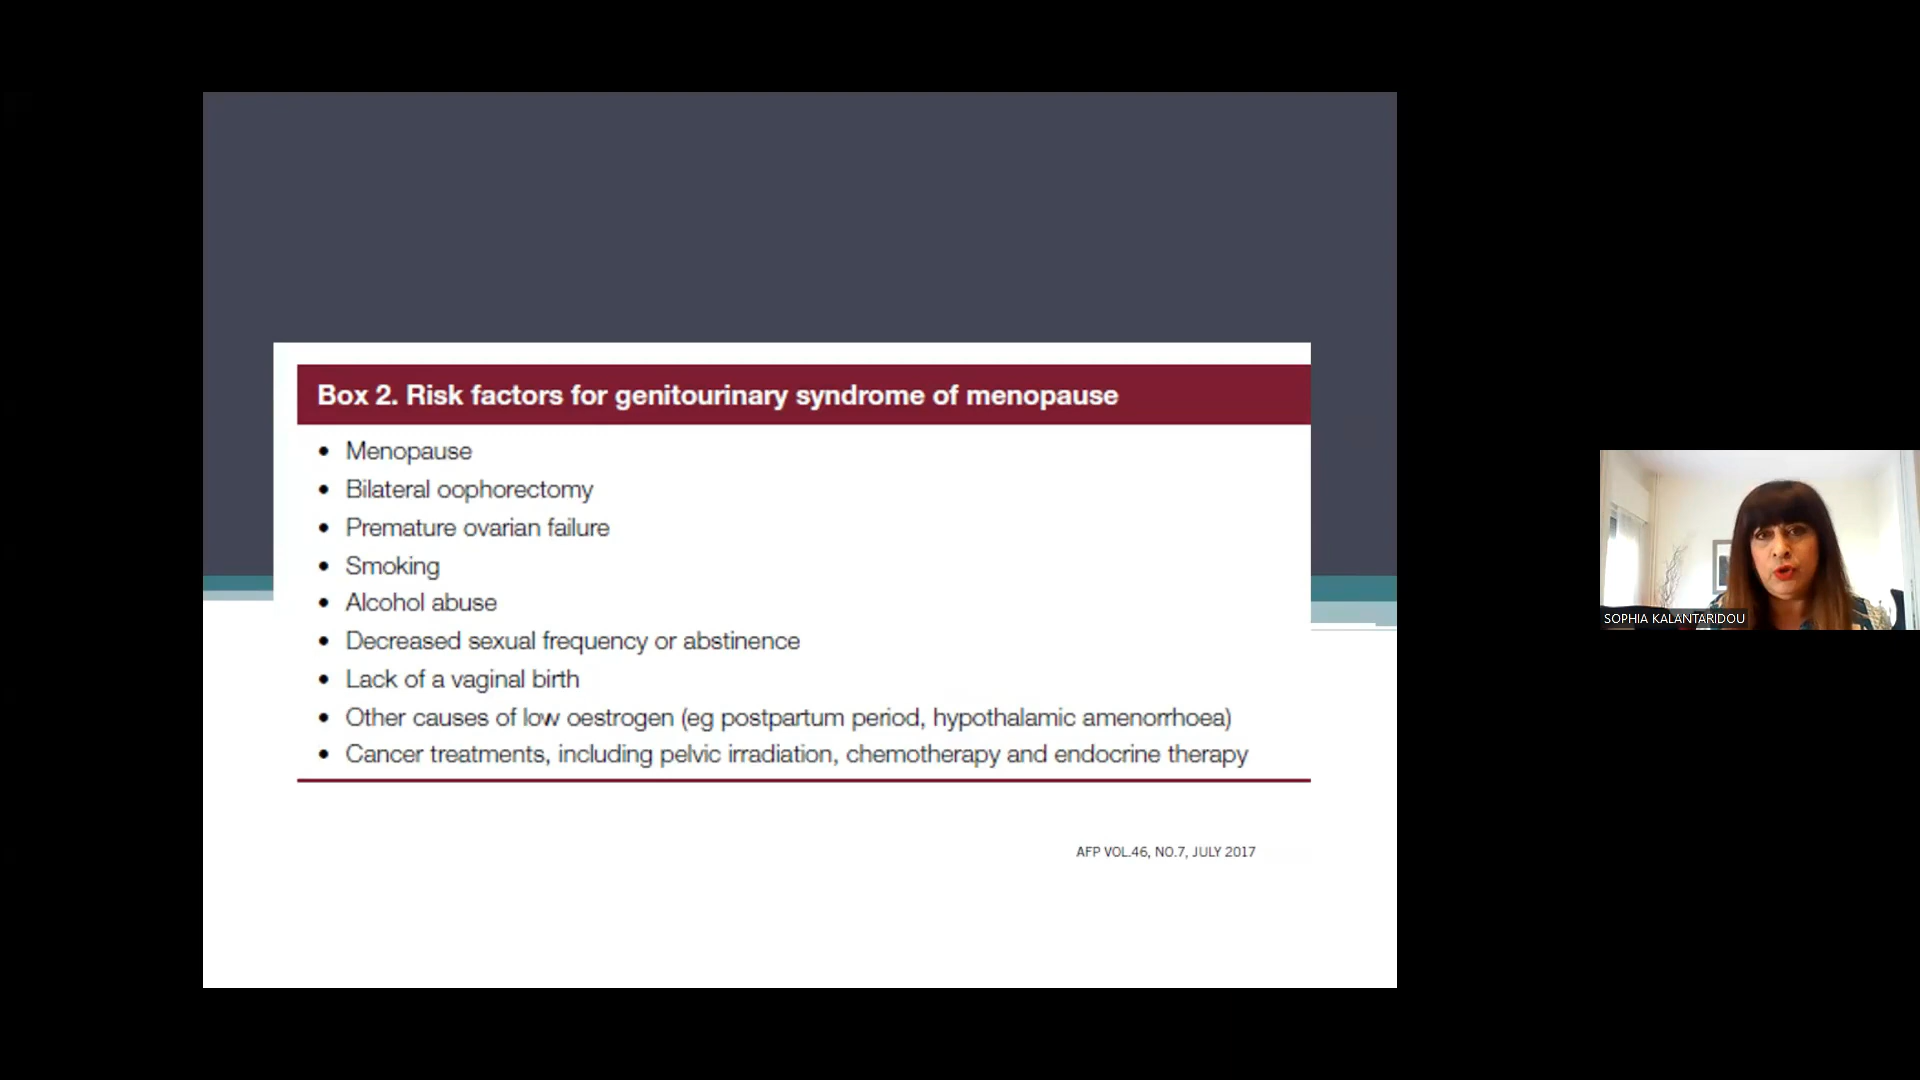 Box 2. Risk factors for genitourinary syndrome of menopause
• Menopause
• Bilateral oophorectomy
• Premature ovarian failure
• Smoking
• Alcohol abuse
• Decreased sexual frequency or abstinence
• Lack of a vaginal birth
• Other causes of low oestrogen (eg postpartum period, hypothalamic amenorrhoea)
• Cancer treatments, including pelvic irradiation, chemotherapy and endocrine therapy
AFP VOL.46, NO.7, JULY 2017
SOPHIA KALANTARIDOU